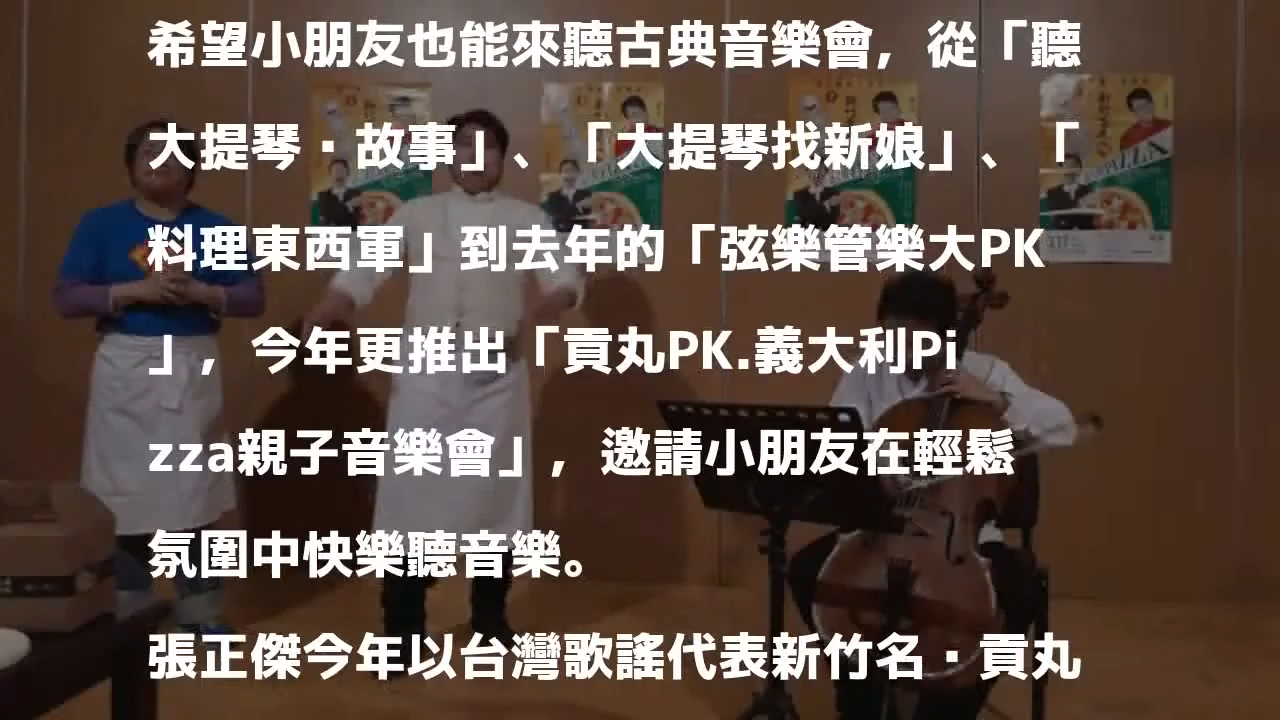 希望小朋友也能來聽古典音樂會，從「聽
大提琴·故事」、「大提琴找新娘」、「
料理東西軍」到去年的「弦樂管樂大PK
」，今年更推出「貢丸PK.義大利Pi
zza親子音樂會」，邀請小朋友在輕鬆
氛圍中快樂聽音樂。
張正傑今年以台灣歌謠代表新竹名·貢丸